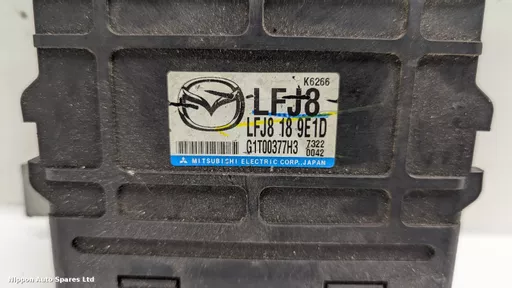 K6266
LFJ8
LFJ8 18 9E1D
G1T00377H3 7322
0042
MITSUBISHI ELECTRIC CORP. JAPAN
Nippon Auto Spares Ltd